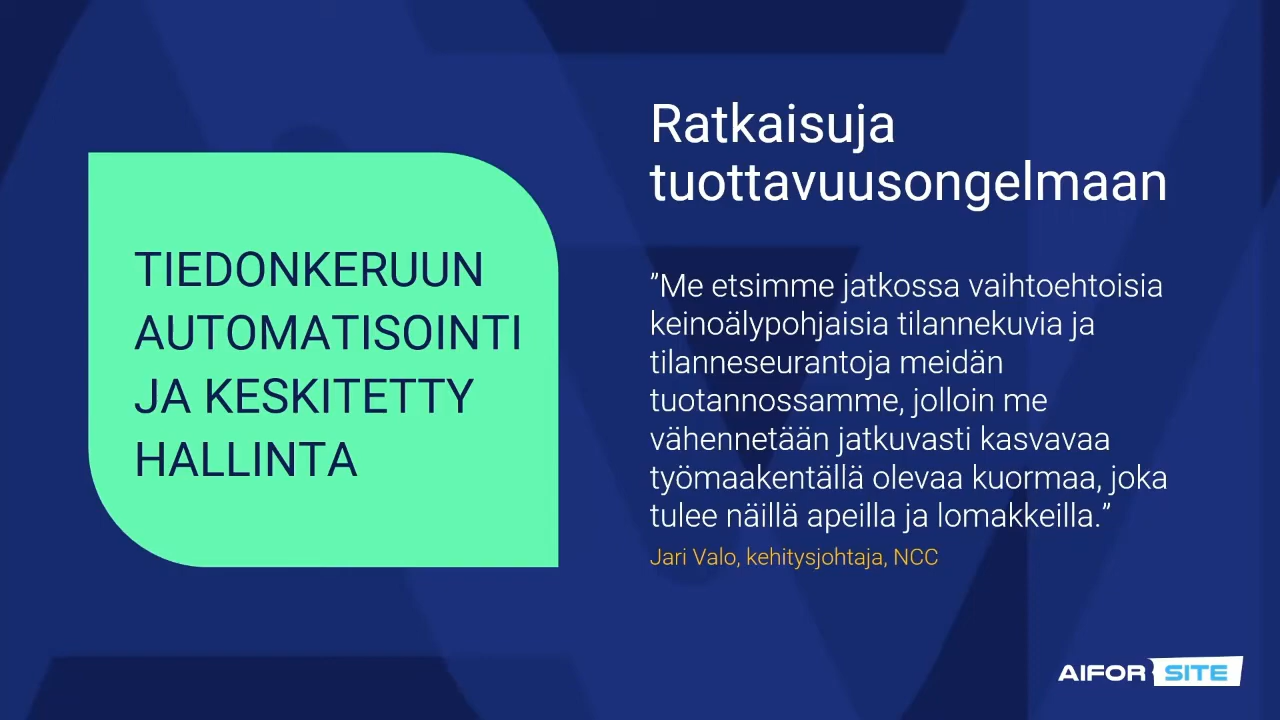 TIEDONKERUUN
AUTOMATISOINTI
JA KESKITETTY
HALLINTA
Ratkaisuja
tuottavuusongelmaan
”Me etsimme jatkossa vaihtoehtoisia
keinoälypohjaisia tilannekuvia ja
tilanneseurantoja meidän
tuotannossamme, jolloin me
vähennetään jatkuvasti kasvavaa
työmaakentällä olevaa kuormaa, joka
tulee näillä apeilla ja lomakkeilla.”
Jari Valo, kehitysjohtaja, NCC
AIFOR SITE